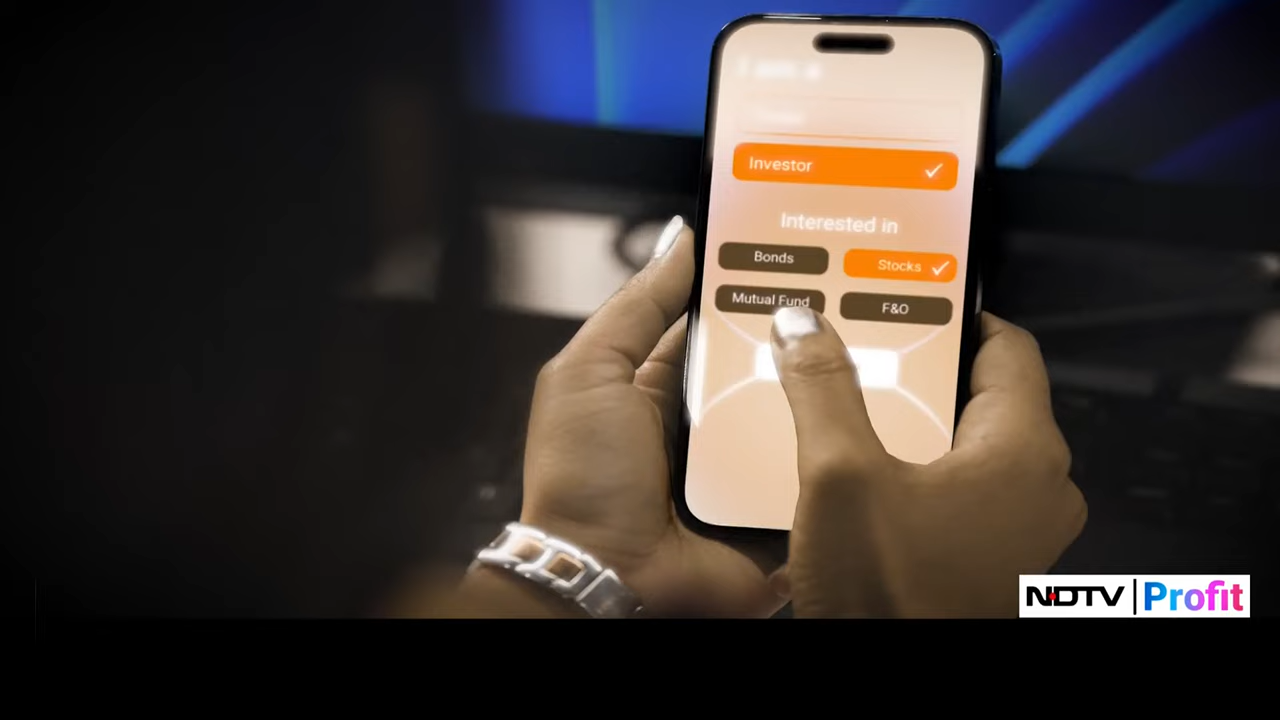 Investor
Interested in
Bonds
Stocks
Mutual Fund
F&O
NDTV Profit